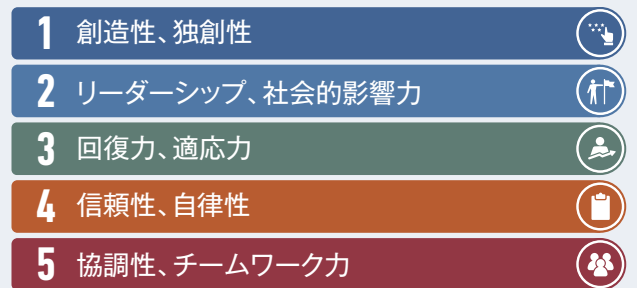 1 創造性、独創性
2 リーダーシップ、社会的影響力
3 回復力、適応力
4 信頼性、自律性
5 協調性、チームワーク力